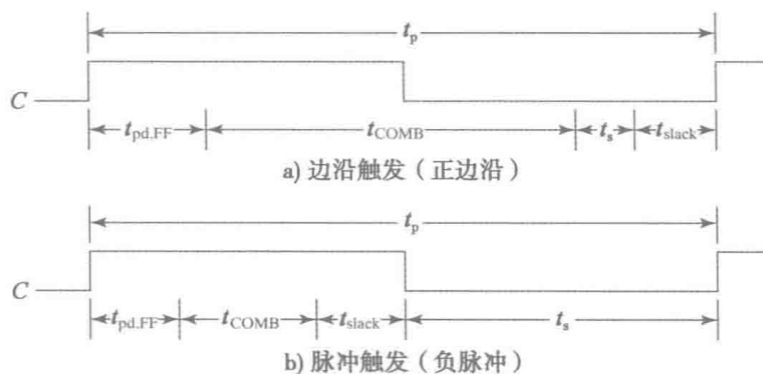 t_p
C
t_pd,FF t_COMB t_s t_slack
a) 边沿触发（正边沿）
t_p
C
t_pd,FF t_COMB t_slack t_s
b) 脉冲触发（负脉冲）